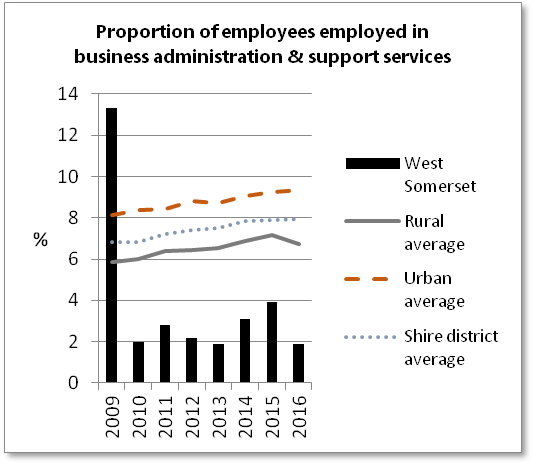 Proportion of employees employed in
business administration & support services
14
12
10
8
6
4
2
0
%
2009
2010
2011
2012
2013
2014
2015
2016
West
Somerset
Rural
average
Urban
average
Shire district
average